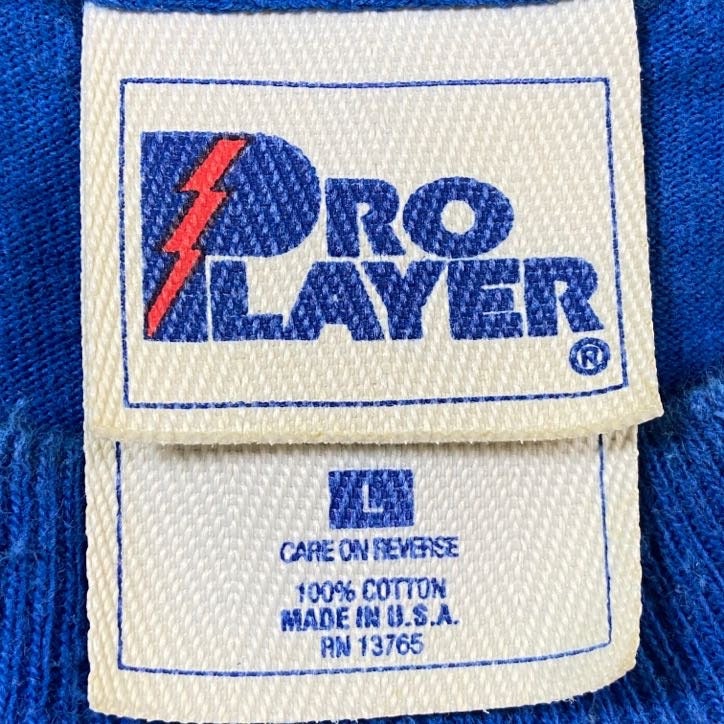 PRO
PLAYER
®
L
CARE ON REVERSE
100% COTTON
MADE IN U.S.A.
RN 13765